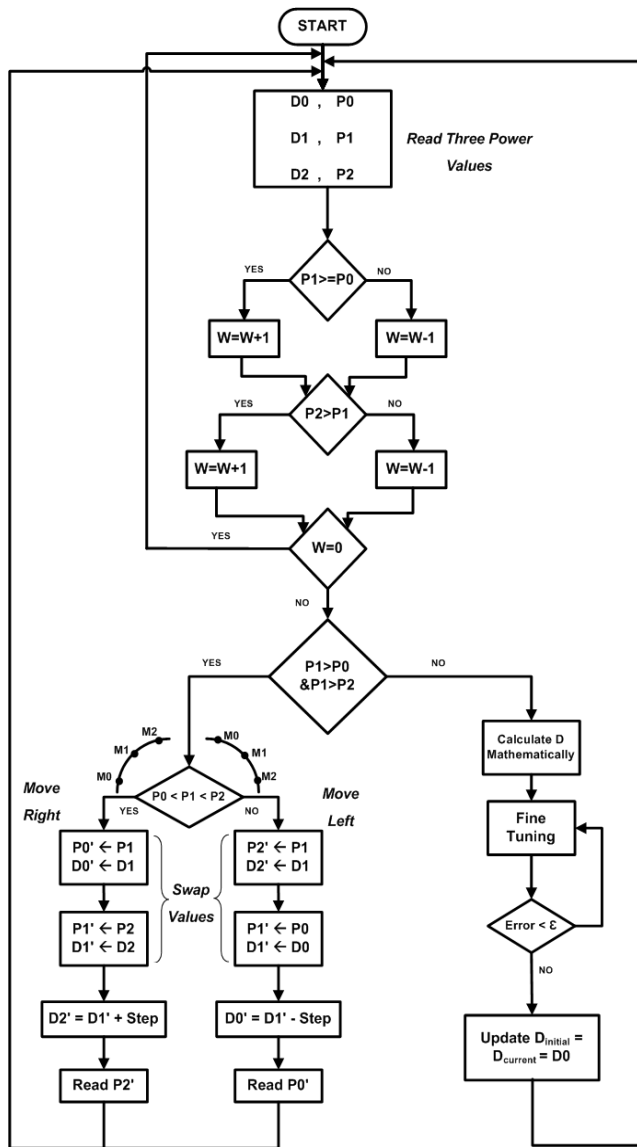 START
D0 , P0
D1 , P1
D2 , P2
Read Three Power
Values
P1>=P0
YES
NO
W=W+1
W=W-1
P2>P1
YES
NO
W=W+1
W=W-1
W=0
YES
NO
P1>P0
&P1>P2
YES
NO
M2
M1
M0
M0
M1
M2
P0 < P1 < P2
YES
NO
Move
Right
Move
Left
P0' ← P1
D0' ← D1
P2' ← P1
D2' ← D1
Swap
Values
P1' ← P2
D1' ← D2
P1' ← P0
D1' ← D0
D2' = D1' + Step
D0' = D1' - Step
Read P2'
Read P0'
Calculate D
Mathematically
Fine
Tuning
Error < Ɛ
NO
Update Dinitial =
Dcurrent = D0